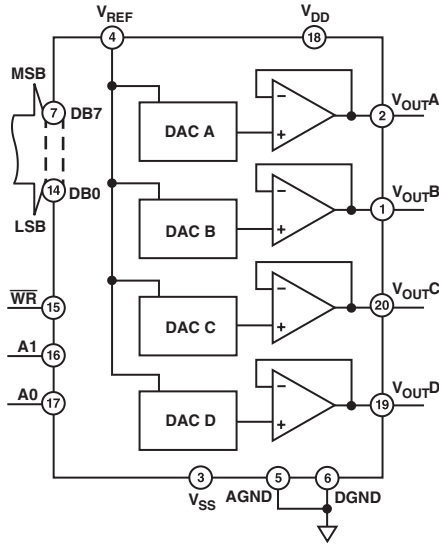 VREF
VDD
4
18
MSB
7
DB7
DAC A
−
+
2
VOUTA
14
DB0
LSB
DAC B
−
+
1
VOUTB
WR
15
DAC C
−
+
20
VOUTC
A1
16
A0
17
DAC D
−
+
19
VOUTD
3
5
6
VSS
AGND
DGND